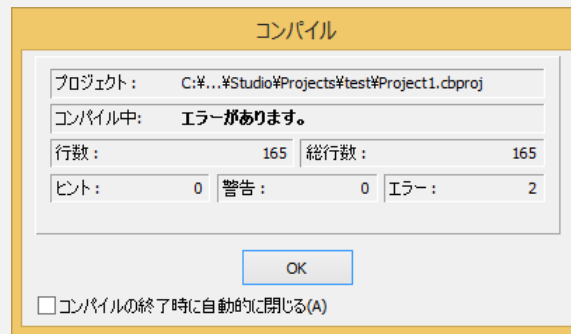 コンパイル
プロジェクト： C:¥...¥Studio¥Projects¥test¥Project1.cbproj
コンパイル中: エラーがあります。
行数： 165 総行数： 165
ヒント： 0 警告： 0 エラー： 2
OK
コンパイルの終了時に自動的に閉じる(A)